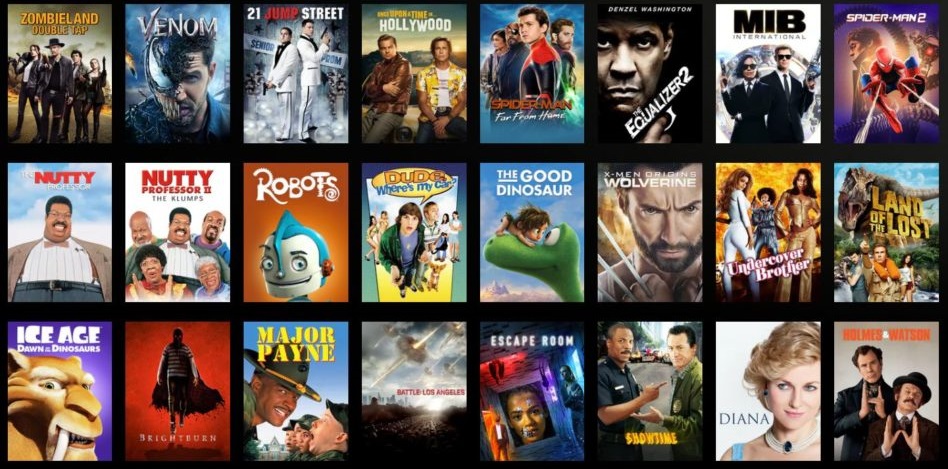 ZOMBIELAND
DOUBLE TAP
VENOM
21 JUMP STREET
SENIOR
PROM
ONCE UPON A TIME IN
HOLLYWOOD
SPIDER-MAN
Far From Home
DENZEL WASHINGTON
THE
EQUALIZER 2
MIB
INTERNATIONAL
SPIDER-MAN 2
THE NUTTY
PROFESSOR
NUTTY
PROFESSOR II
THE KLUMPS
ROBOTS
DUDE,
Where's my Car?
THE GOOD
DINOSAUR
X-MEN ORIGINS
WOLVERINE
Undercover
Brother
LAND
OF THE
LOST
ICE AGE
DAWN OF THE DINOSAURS
BRIGHTBURN
MAJOR
PAYNE
BATTLE: LOS ANGELES
ESCAPE ROOM
SHOWTIME
DIANA
HOLMES & WATSON